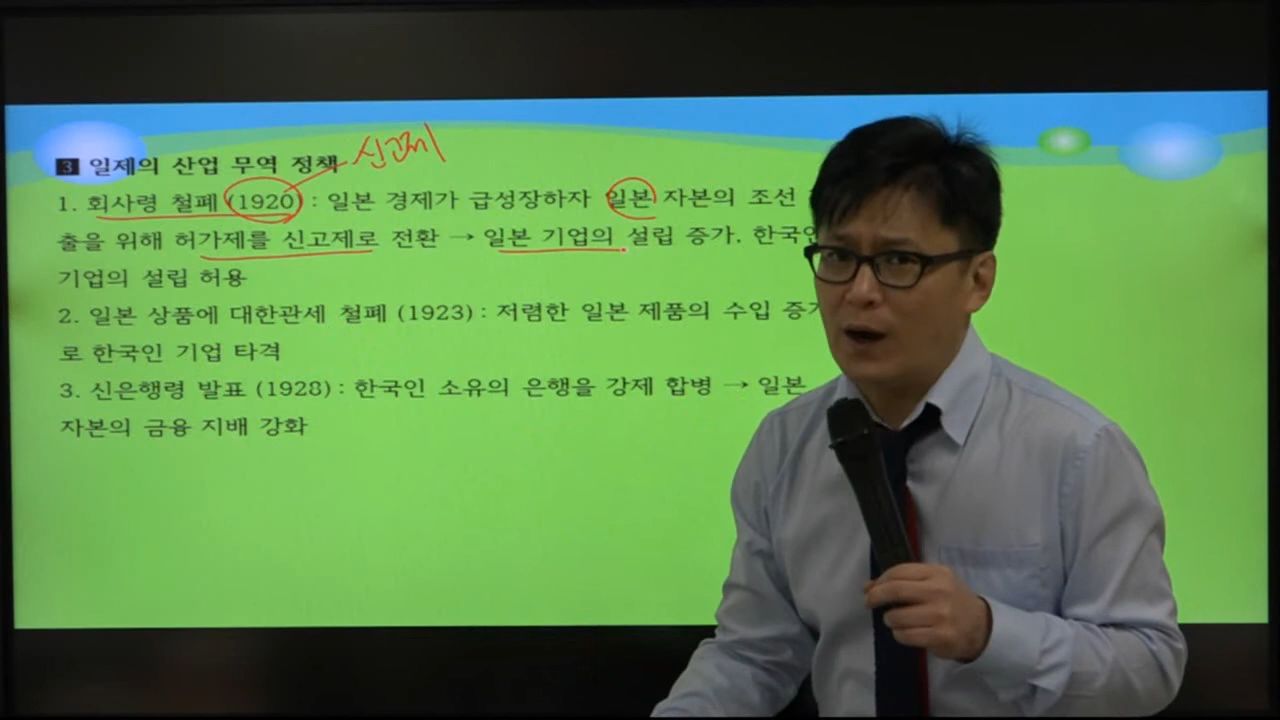 3 일제의 산업 무역 정책
신고제
1. 회사령 철폐 (1920) : 일본 경제가 급성장하자 일본 자본의 조선
출을 위해 허가제를 신고제로 전환 → 일본 기업의 설립 증가. 한국인
기업의 설립 허용
2. 일본 상품에 대한관세 철폐 (1923) : 저렴한 일본 제품의 수입 증가
로 한국인 기업 타격
3. 신은행령 발표 (1928) : 한국인 소유의 은행을 강제 합병 → 일본
자본의 금융 지배 강화